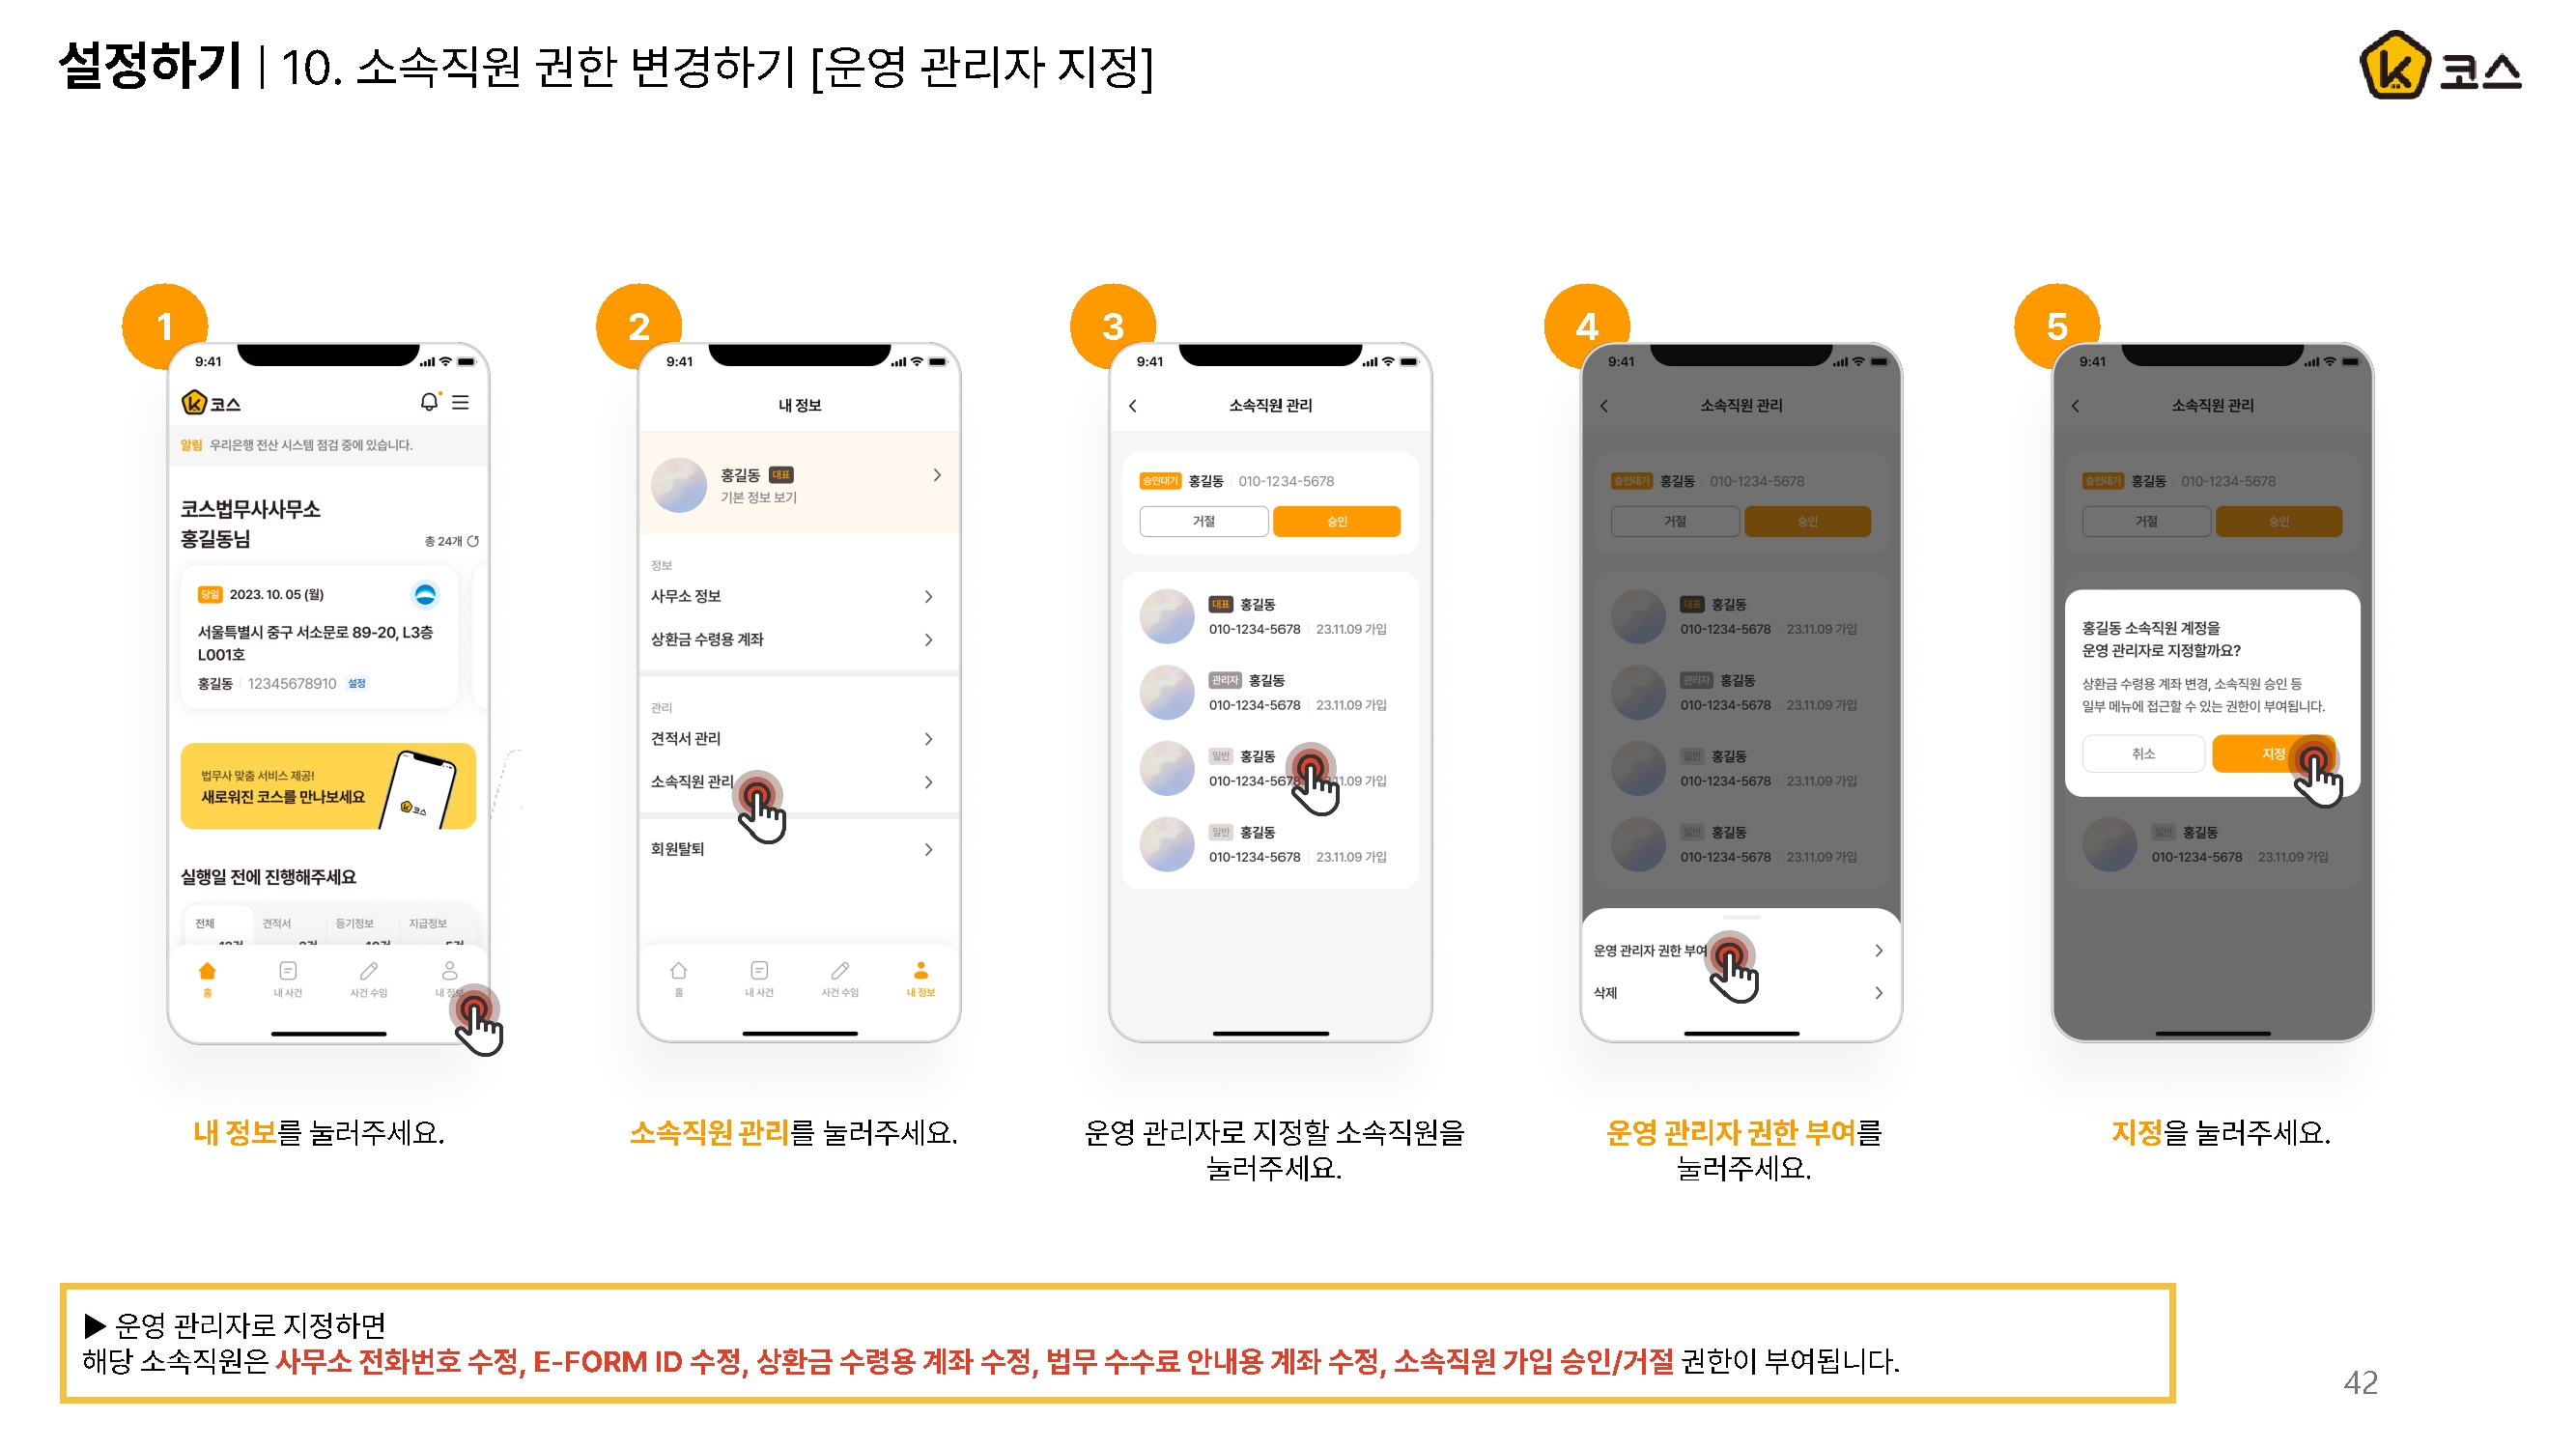 설정하기 | 10. 소속직원 권한 변경하기 [운영 관리자 지정]
코스
1
9:41
코스
알림 우리은행 전산 시스템 점검 중에 있습니다.
코스법무사사무소
홍길동님
총 24개
당일 2023. 10. 05 (월)
서울특별시 중구 서소문로 89-20, L3층
L001호
홍길동 12345678910 설정
법무사 맞춤 서비스 제공!
새로워진 코스를 만나보세요
코스
실행일 전에 진행해주세요
전체 견적서 등기정보 지급정보
홈 내 사건 사건 수임 내 정보
내 정보를 눌러주세요.
2
9:41
내 정보
홍길동 대표
기본 정보 보기
정보
사무소 정보
상환금 수령용 계좌
관리
견적서 관리
소속직원 관리
회원탈퇴
홈 내 사건 사건 수임 내 정보
소속직원 관리를 눌러주세요.
3
9:41
소속직원 관리
승인대기 홍길동 010-1234-5678
거절 승인
대표 홍길동
010-1234-5678 23.11.09 가입
관리자 홍길동
010-1234-5678 23.11.09 가입
일반 홍길동
010-1234-5678 11.09 가입
일반 홍길동
010-1234-5678 23.11.09 가입
운영 관리자로 지정할 소속직원을
눌러주세요.
4
9:41
소속직원 관리
승인대기 홍길동 010-1234-5678
거절 승인
대표 홍길동
010-1234-5678 23.11.09 가입
관리자 홍길동
010-1234-5678 23.11.09 가입
일반 홍길동
010-1234-5678 23.11.09 가입
일반 홍길동
010-1234-5678 23.11.09 가입
운영 관리자 권한 부여
삭제
운영 관리자 권한 부여를
눌러주세요.
5
9:41
소속직원 관리
승인대기 홍길동 010-1234-5678
거절 승인
홍길동 소속직원 계정을
운영 관리자로 지정할까요?
상환금 수령용 계좌 변경, 소속직원 승인 등
일부 메뉴에 접근할 수 있는 권한이 부여됩니다.
취소 지정
일반 홍길동
010-1234-5678 23.11.09 가입
지정을 눌러주세요.
▶ 운영 관리자로 지정하면
해당 소속직원은 사무소 전화번호 수정, E-FORM ID 수정, 상환금 수령용 계좌 수정, 법무 수수료 안내용 계좌 수정, 소속직원 가입 승인/거절 권한이 부여됩니다.
42